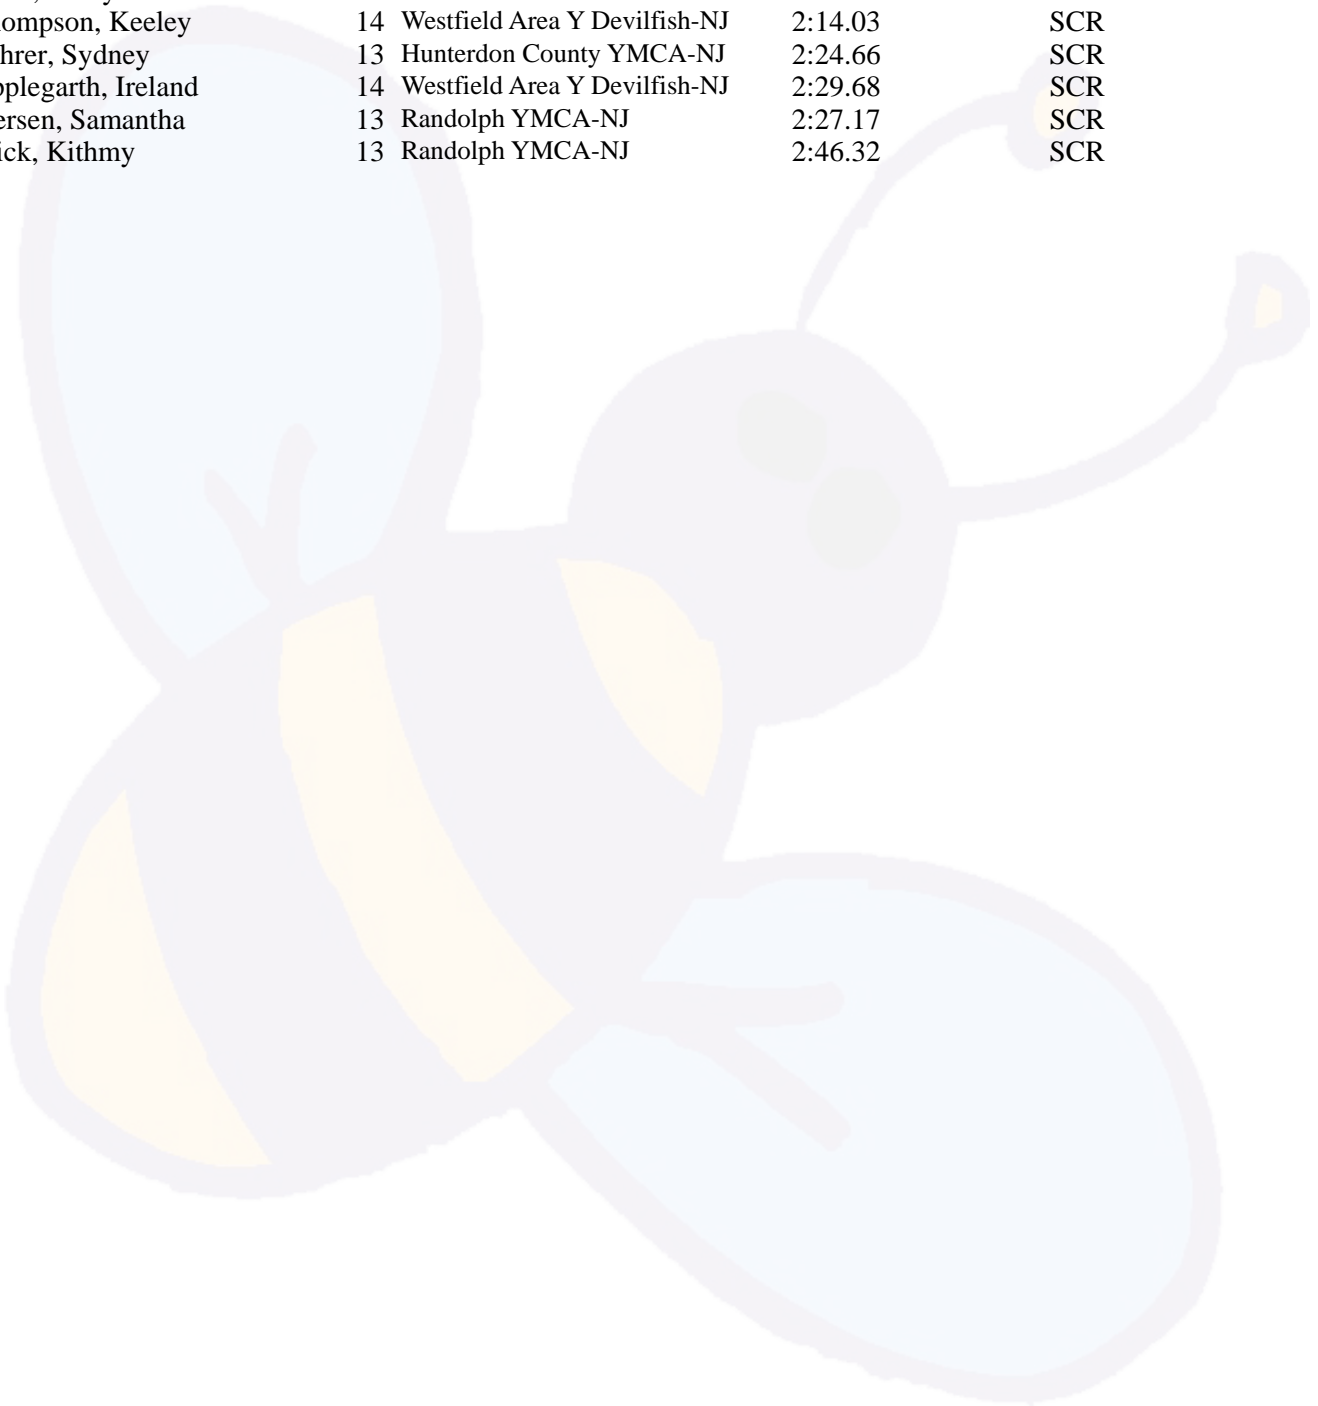 ompson, Keeley 14 Westfield Area Y Devilfish-NJ 2:14.03 SCR
hrer, Sydney 13 Hunterdon County YMCA-NJ 2:24.66 SCR
pplegarth, Ireland 14 Westfield Area Y Devilfish-NJ 2:29.68 SCR
ersen, Samantha 13 Randolph YMCA-NJ 2:27.17 SCR
ick, Kithmy 13 Randolph YMCA-NJ 2:46.32 SCR